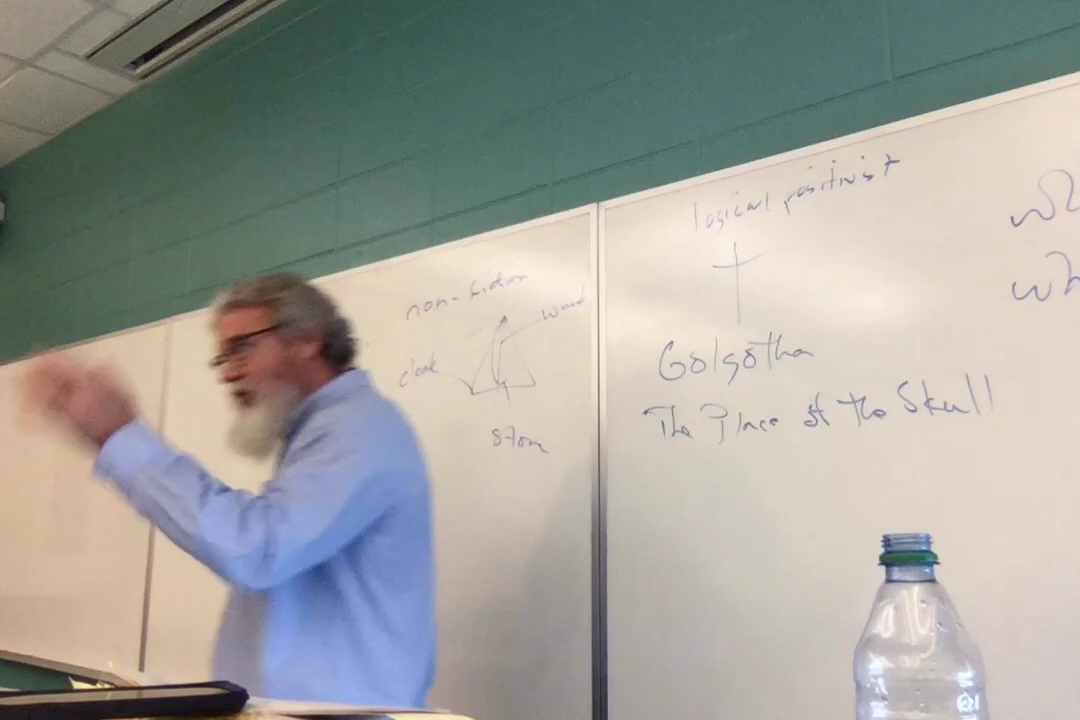 non-fiction
cloak
wood
stone
logical positivist
Golgotha
The Place of the Skull